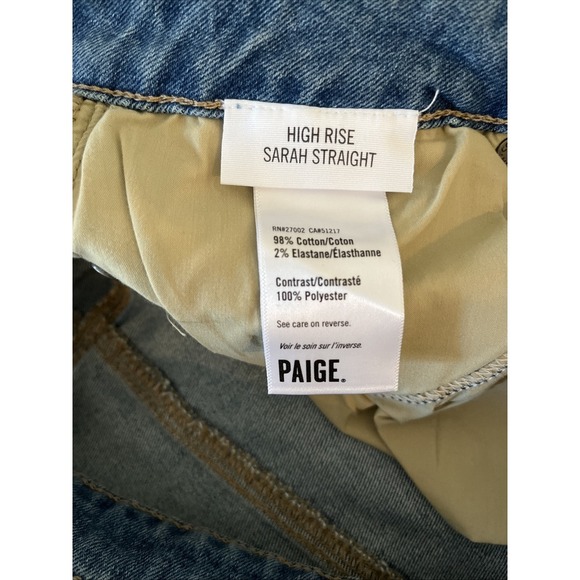 HIGH RISE
SARAH STRAIGHT
RN#27002 CA#51217
98% Cotton/Coton
2% Elastane/Élasthanne
Contrast/Contrasté
100% Polyester
See care on reverse.
Voir le soin sur l'inverse.
PAIGE®